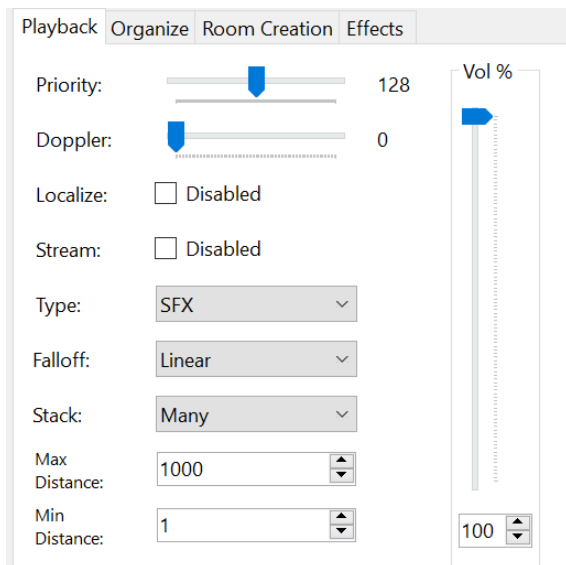 Playback Organize Room Creation Effects
Priority: 128
Vol %
Doppler: 0
Localize: Disabled
Stream: Disabled
Type: SFX
Falloff: Linear
Stack: Many
Max
Distance: 1000
Min
Distance: 1
100